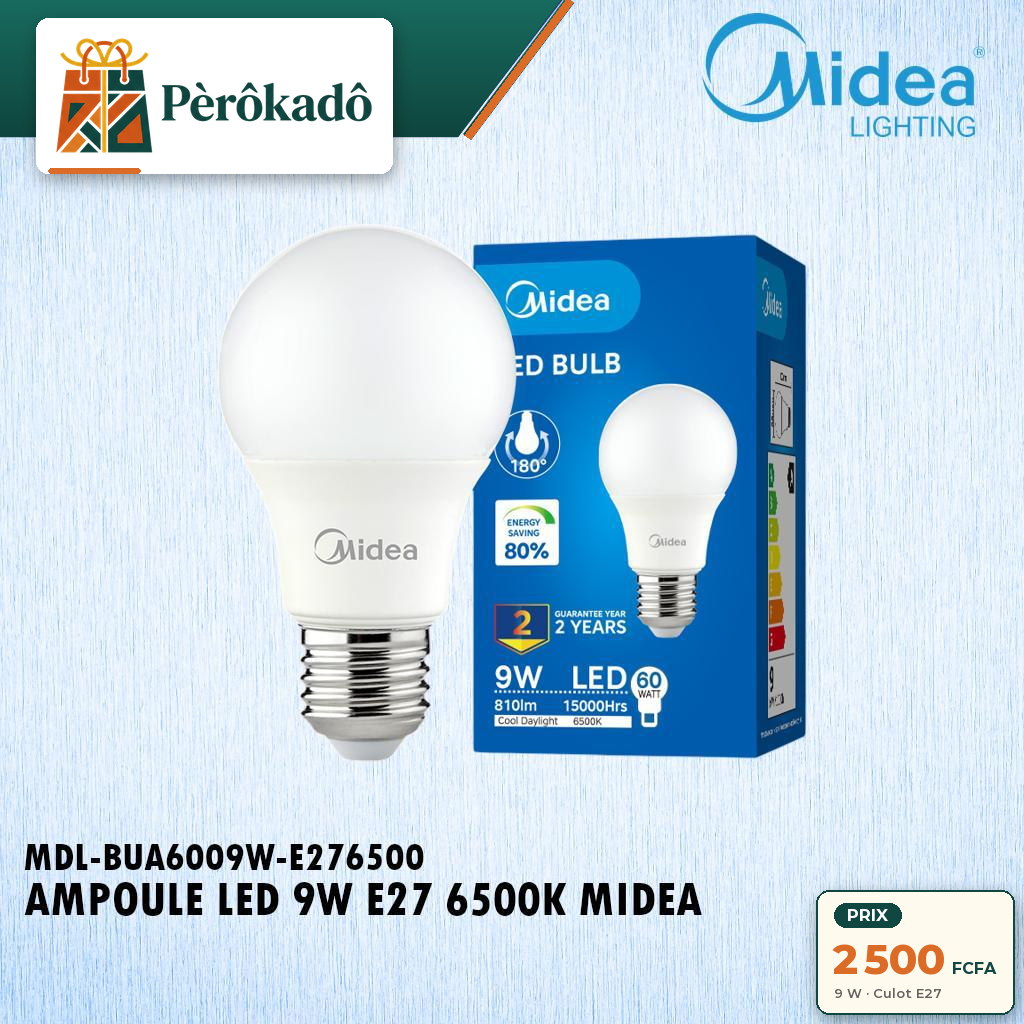 Pèrôkadô
Midea®
LIGHTING
Midea
Midea
ED BULB
180°
ENERGY
SAVING
80%
Midea
Midea
2
GUARANTEE YEAR
2 YEARS
9W LED
60
WATT
810lm 15000Hrs
Cool Daylight 6500K
9
MDL-BUA6009W-E276500
AMPOULE LED 9W E27 6500K MIDEA
PRIX
2 500 FCFA
9 W · Culot E27